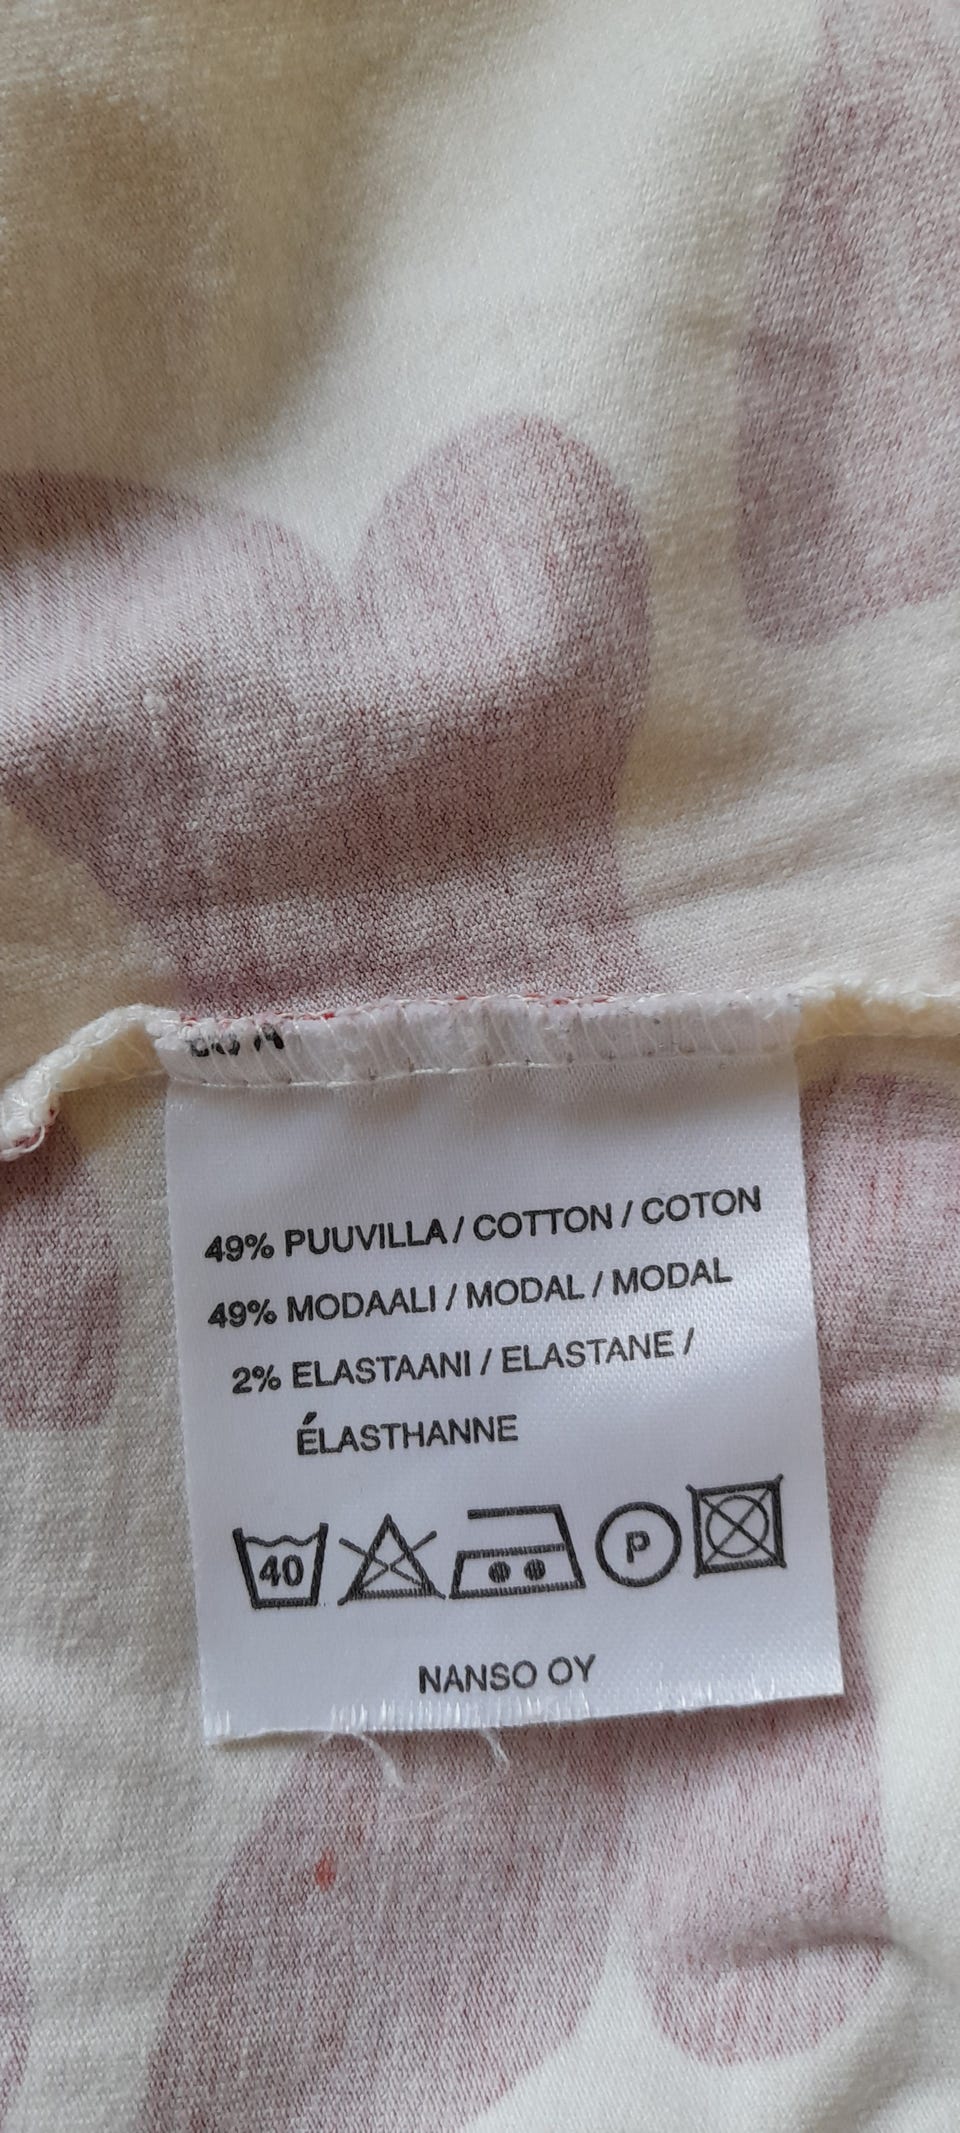 49% PUUVILLA / COTTON / COTON
49% MODAALI / MODAL / MODAL
2% ELASTAANI / ELASTANE /
ÉLASTHANNE
40 P
NANSO OY